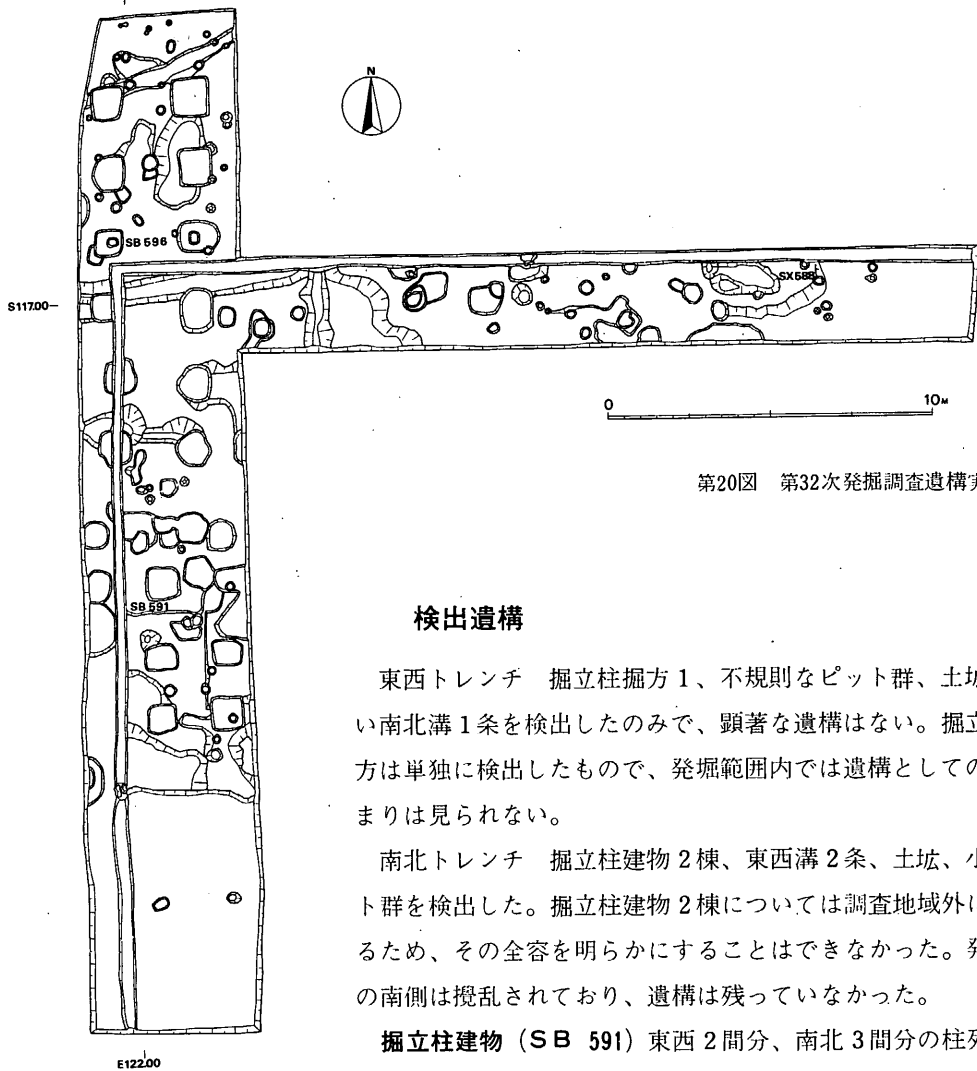 N
SB 596
SX588
S117.00
0 10M
第20図 第32次発掘調査遺構実
SB 591
検出遺構
東西トレンチ 掘立柱掘方1、不規則なピット群、土坑
い南北溝1条を検出したのみで、顕著な遺構はない。掘立
方は単独に検出したもので、発堀範囲内では遺構としての
まりは見られない。
南北トレンチ 掘立柱建物2棟、東西溝2条、土坑、小
ト群を検出した。掘立柱建物2棟については調査地域外に
るため、その全容を明らかにすることはできなかった。発
の南側は攪乱されており、遺構は残っていなかった。
掘立柱建物（SB 591）東西2間分、南北3間分の柱列
E122.00